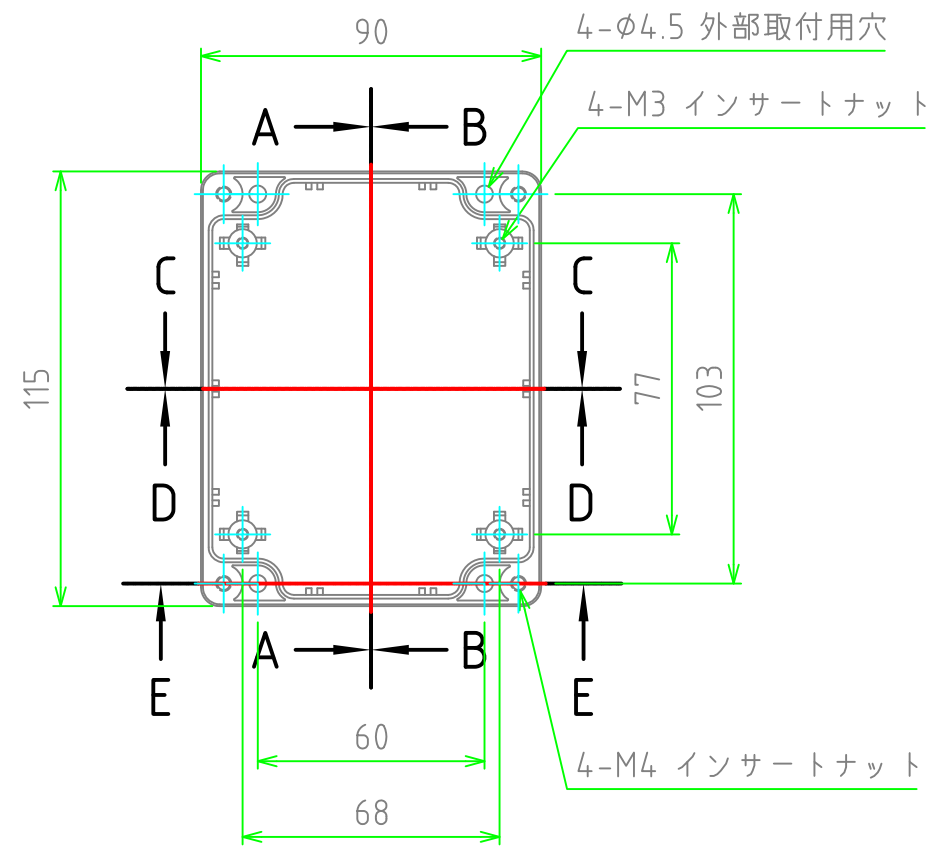 90
4-Φ4.5 外部取付用穴
4-M3 インサートナット
A B
C C
115
77
103
D D
A B
E E
60
4-M4 インサートナット
68